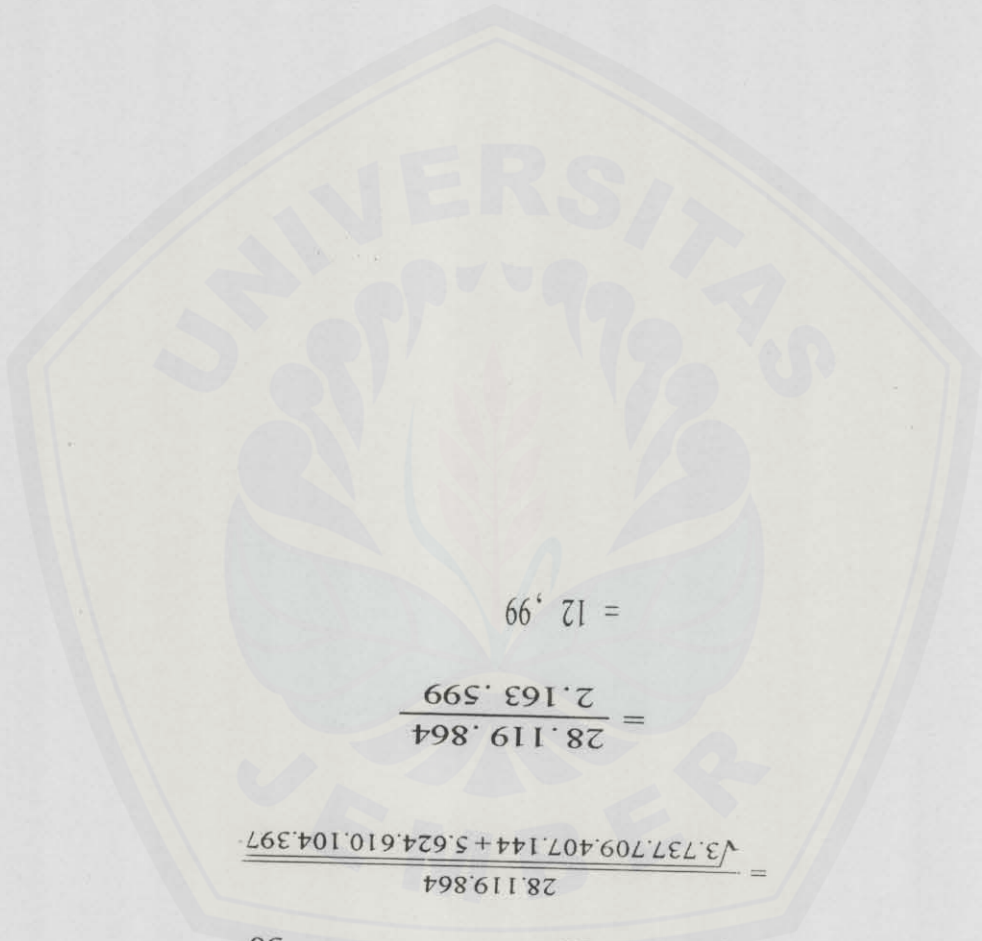 28.119.864
=
√3.737.709.407.144 + 5.624.610.104.397
28.119.864
=
2.163.599
= 12,99
UNIVERSITAS
JEMBER